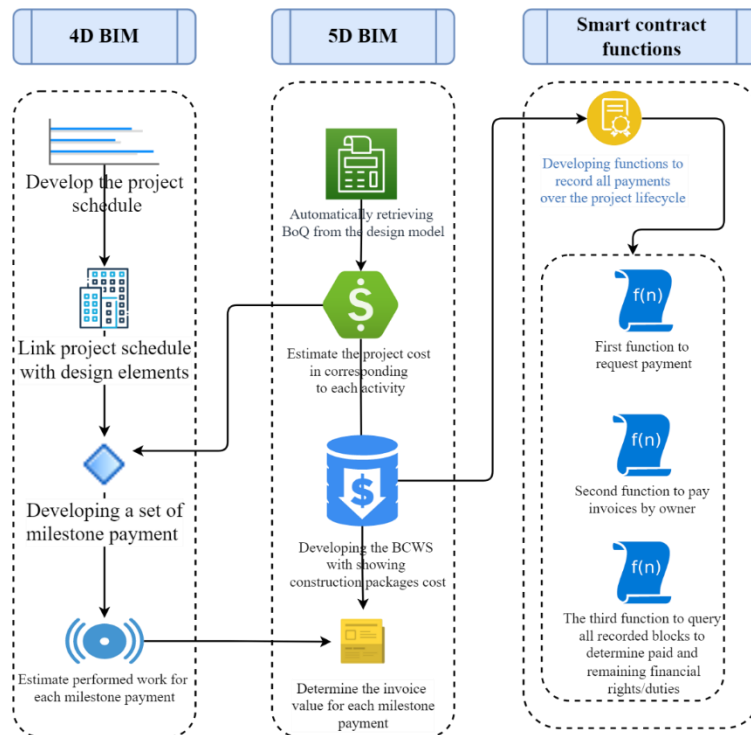 4D BIM
Develop the project
schedule
Link project schedule
with design elements
Developing a set of
milestone payment
Estimate performed work for
each milestone payment
5D BIM
Automatically retrieving
BoQ from the design model
$
Estimate the project cost
in corresponding
to each activity
$
Developing the BCWS
with showing
construction packages cost
Determine the invoice
value for each milestone
payment
Smart contract
functions
Developing functions to
record all payments
over the project lifecycle
f(n)
First function to
request payment
f(n)
Second function to pay
invoices by owner
f(n)
The third function to query
all recorded blocks to
determine paid and
remaining financial
rights/duties